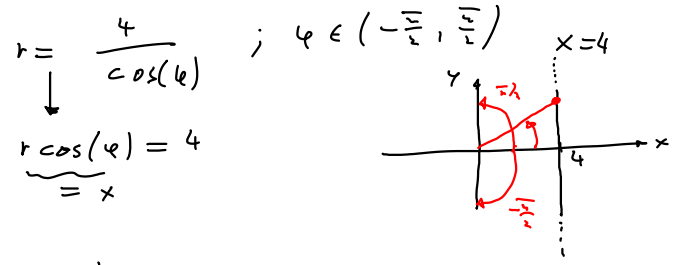 r = 4 / cos(φ) ; φ ∈ (-π/2, π/2)
x = 4
y
π/2
r cos(φ) = 4
= x
x
4
-π/2